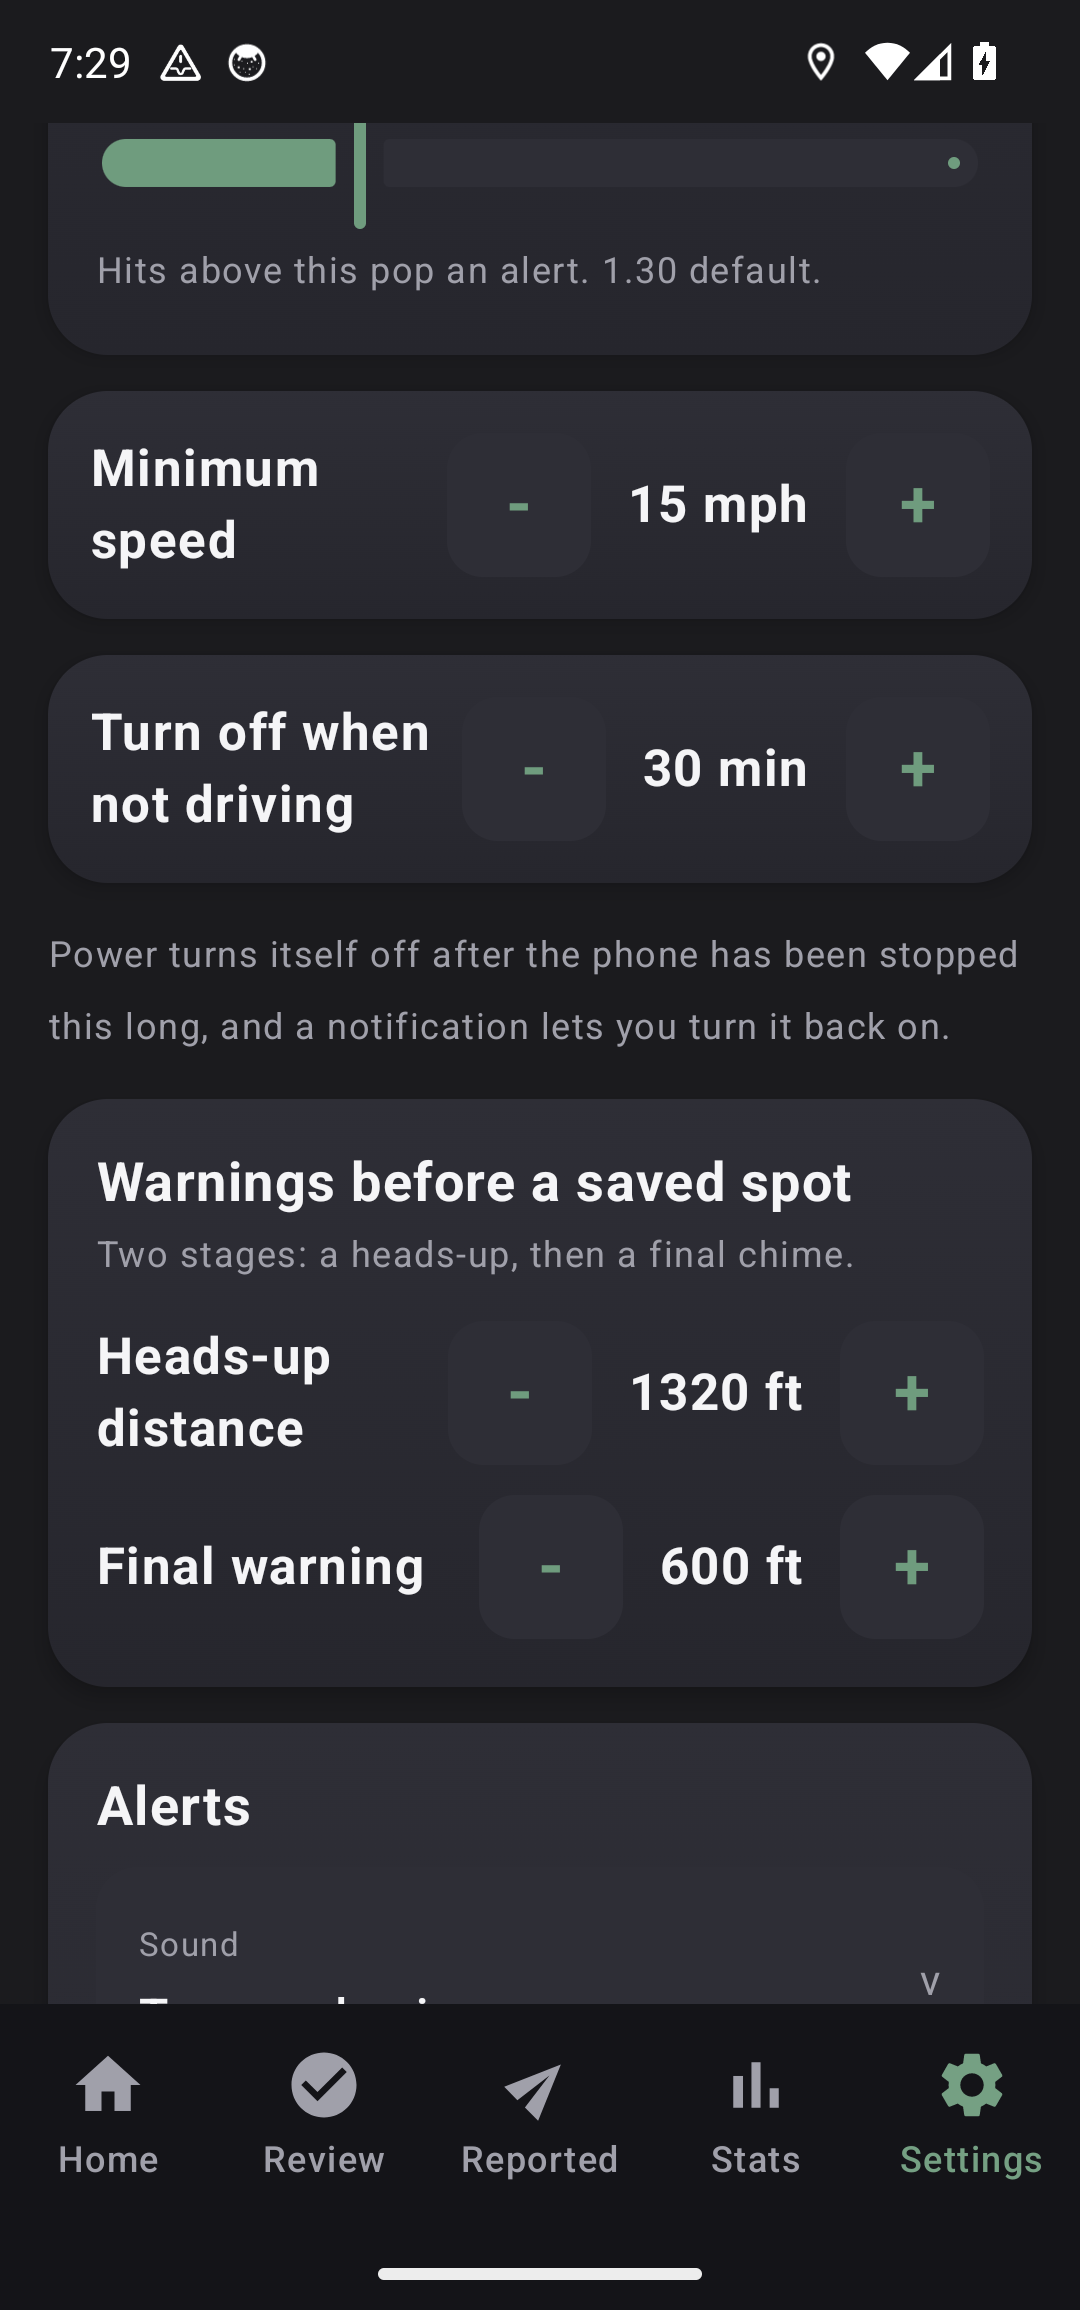 7:29
Hits above this pop an alert. 1.30 default.
Minimum
speed
- 15 mph +
Turn off when
not driving
- 30 min +
Power turns itself off after the phone has been stopped
this long, and a notification lets you turn it back on.
Warnings before a saved spot
Two stages: a heads-up, then a final chime.
Heads-up
distance
- 1320 ft +
Final warning - 600 ft +
Alerts
Sound
v
Home Review Reported Stats Settings